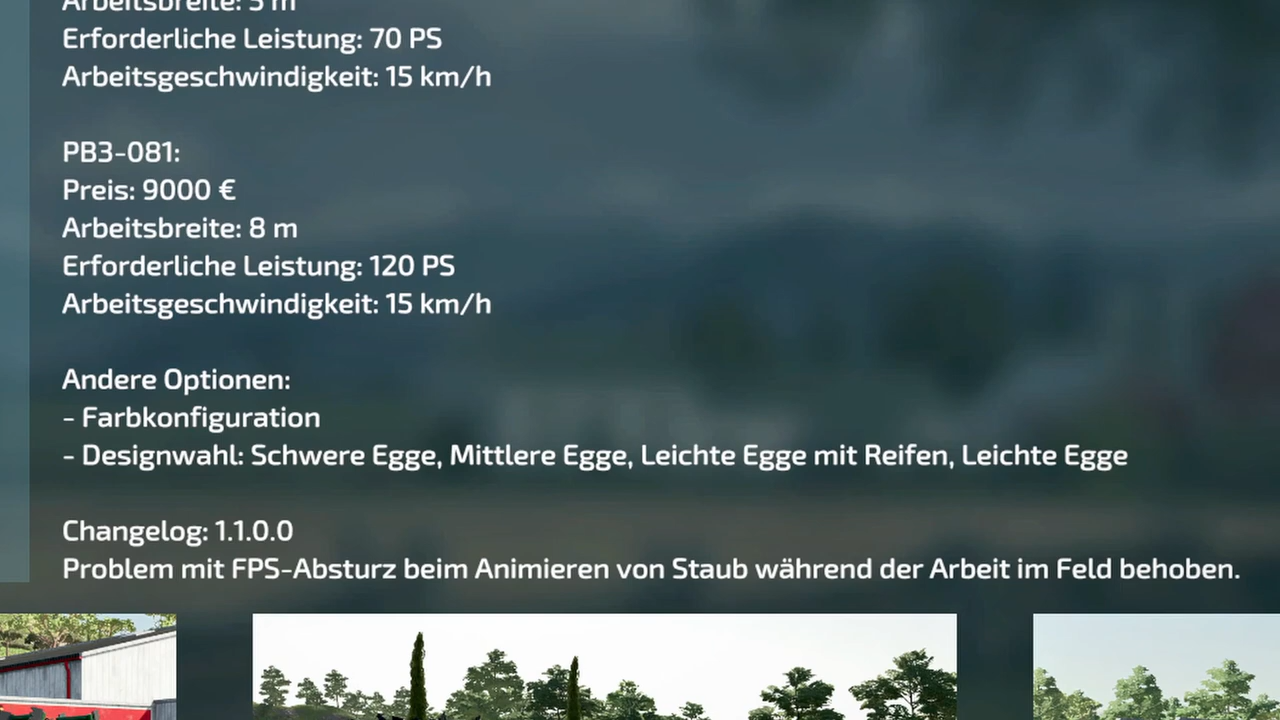 Arbeitsbreite: 5 m
Erforderliche Leistung: 70 PS
Arbeitsgeschwindigkeit: 15 km/h
PB3-081:
Preis: 9000 €
Arbeitsbreite: 8 m
Erforderliche Leistung: 120 PS
Arbeitsgeschwindigkeit: 15 km/h
Andere Optionen:
- Farbkonfiguration
- Designwahl: Schwere Egge, Mittlere Egge, Leichte Egge mit Reifen, Leichte Egge
Changelog: 1.1.0.0
Problem mit FPS-Absturz beim Animieren von Staub während der Arbeit im Feld behoben.